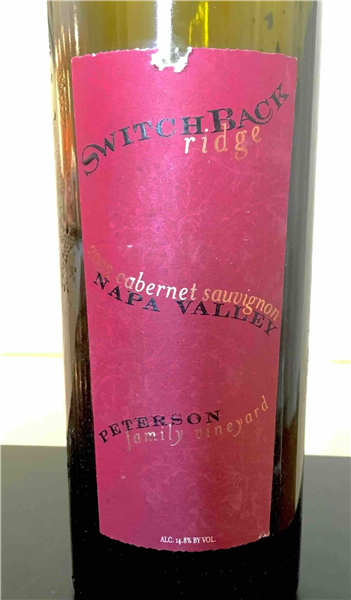 SWITCHBACK
ridge
cabernet sauvignon
NAPA VALLEY
PETERSON
family vineyard
ALC. 14.8% BY VOL.